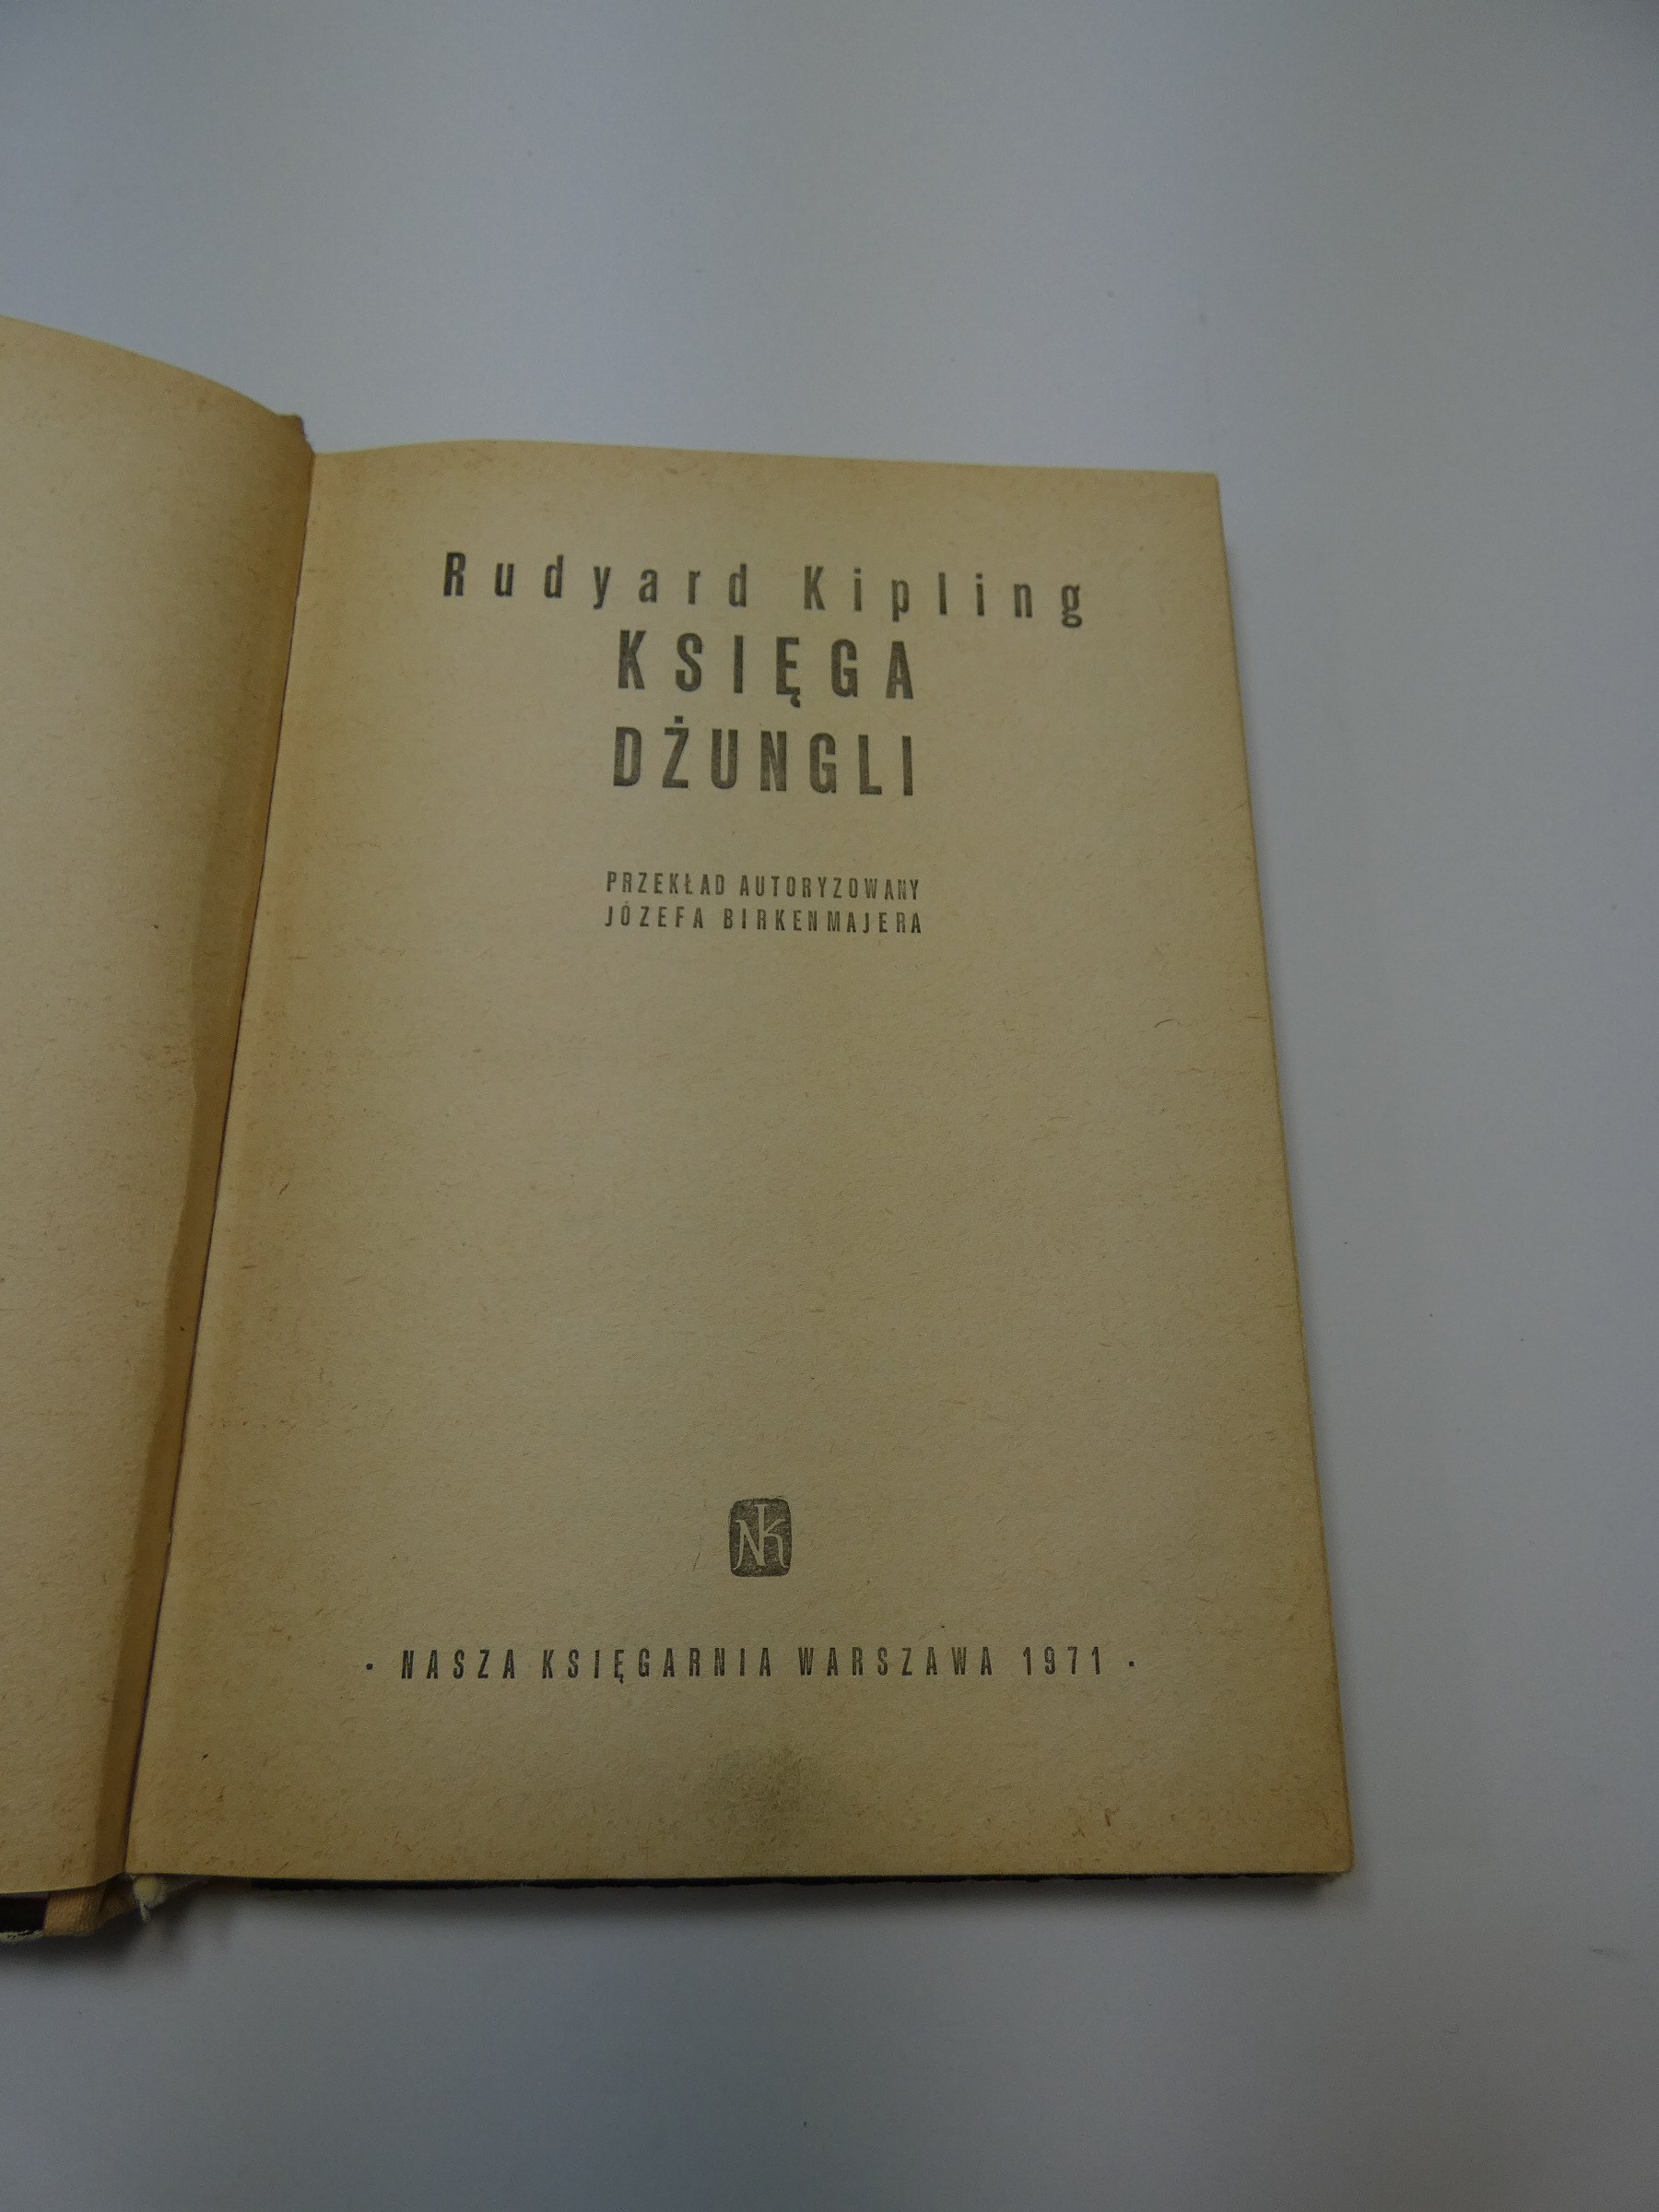 Rudyard Kipling
KSIĘGA
DŻUNGLI
PRZEKŁAD AUTORYZOWANY
JÓZEFA BIRKENMAJERA
NK
· NASZA KSIĘGARNIA WARSZAWA 1971 ·